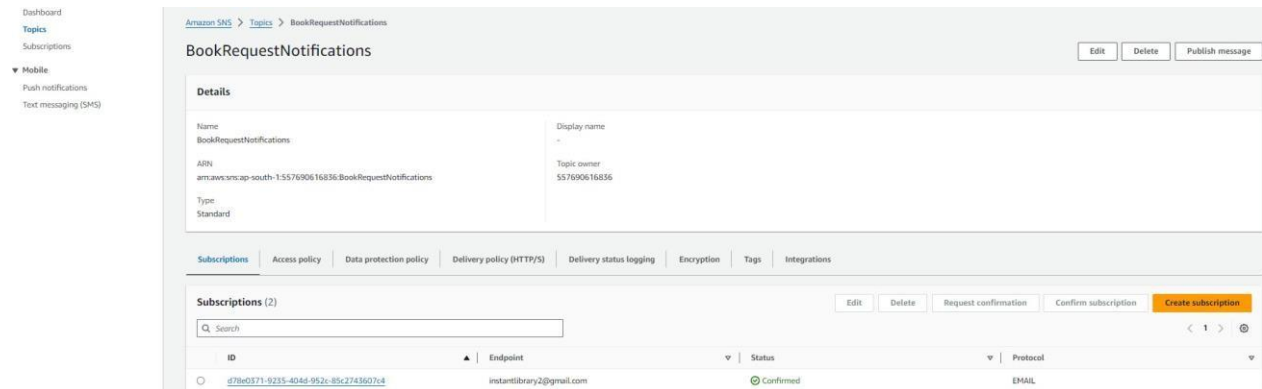 Dashboard
Topics
Subscriptions
Mobile
Push notifications
Text messaging (SMS)
Amazon SNS > Topics > BookRequestNotifications
BookRequestNotifications
Edit Delete Publish message
Details
Name
BookRequestNotifications
Display name
-
ARN
arn:aws:sns:ap-south-1:557690616836:BookRequestNotifications
Topic owner
557690616836
Type
Standard
Subscriptions Access policy Data protection policy Delivery policy (HTTP/S) Delivery status logging Encryption Tags Integrations
Subscriptions (2)
Edit Delete Request confirmation Confirm subscription Create subscription
Search
< 1 >
ID Endpoint Status Protocol
d78e0371-9235-404d-952c-85c2743607c4 instantlibrary2@gmail.com Confirmed EMAIL